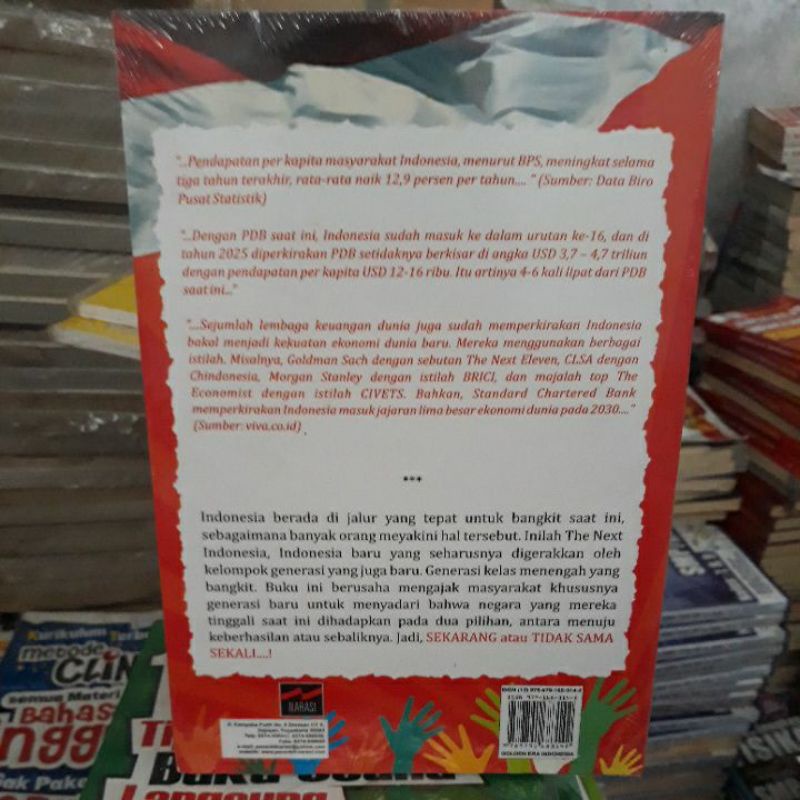 "...Pendapatan per kapita masyarakat Indonesia, menurut BPS, meningkat selama
tiga tahun terakhir, rata-rata naik 12,9 persen per tahun.... " (Sumber: Data Biro
Pusat Statistik)
"...Dengan PDB saat ini, Indonesia sudah masuk ke dalam urutan ke-16, dan di
tahun 2025 diperkirakan PDB setidaknya berkisar di angka USD 3,7 – 4,7 triliun
dengan pendapatan per kapita USD 12-16 ribu. Itu artinya 4-6 kali lipat dari PDB
saat ini..."
"....Sejumlah lembaga keuangan dunia juga sudah memperkirakan Indonesia
bakal menjadi kekuatan ekonomi dunia baru. Mereka menggunakan berbagai
istilah. Misalnya, Goldman Sach dengan sebutan The Next Eleven, CLSA dengan
Chindonesia, Morgan Stanley dengan istilah BRICI, dan majalah top The
Economist dengan istilah CIVETS. Bahkan, Standard Chartered Bank
memperkirakan Indonesia masuk jajaran lima besar ekonomi dunia pada 2030...."
(Sumber: viva.co.id)
***
Indonesia berada di jalur yang tepat untuk bangkit saat ini,
sebagaimana banyak orang meyakini hal tersebut. Inilah The Next
Indonesia, Indonesia baru yang seharusnya digerakkan oleh
kelompok generasi yang juga baru. Generasi kelas menengah yang
bangkit. Buku ini berusaha mengajak masyarakat khususnya
generasi baru untuk menyadari bahwa negara yang mereka
tinggali saat ini dihadapkan pada dua pilihan, antara menuju
keberhasilan atau sebaliknya. Jadi, SEKARANG atau TIDAK SAMA
SEKALI....!
NARASI
GOLDEN ERA INDONESIA
Kurikulum
metode
Semua Materi
Bahas
Buku
Langsung